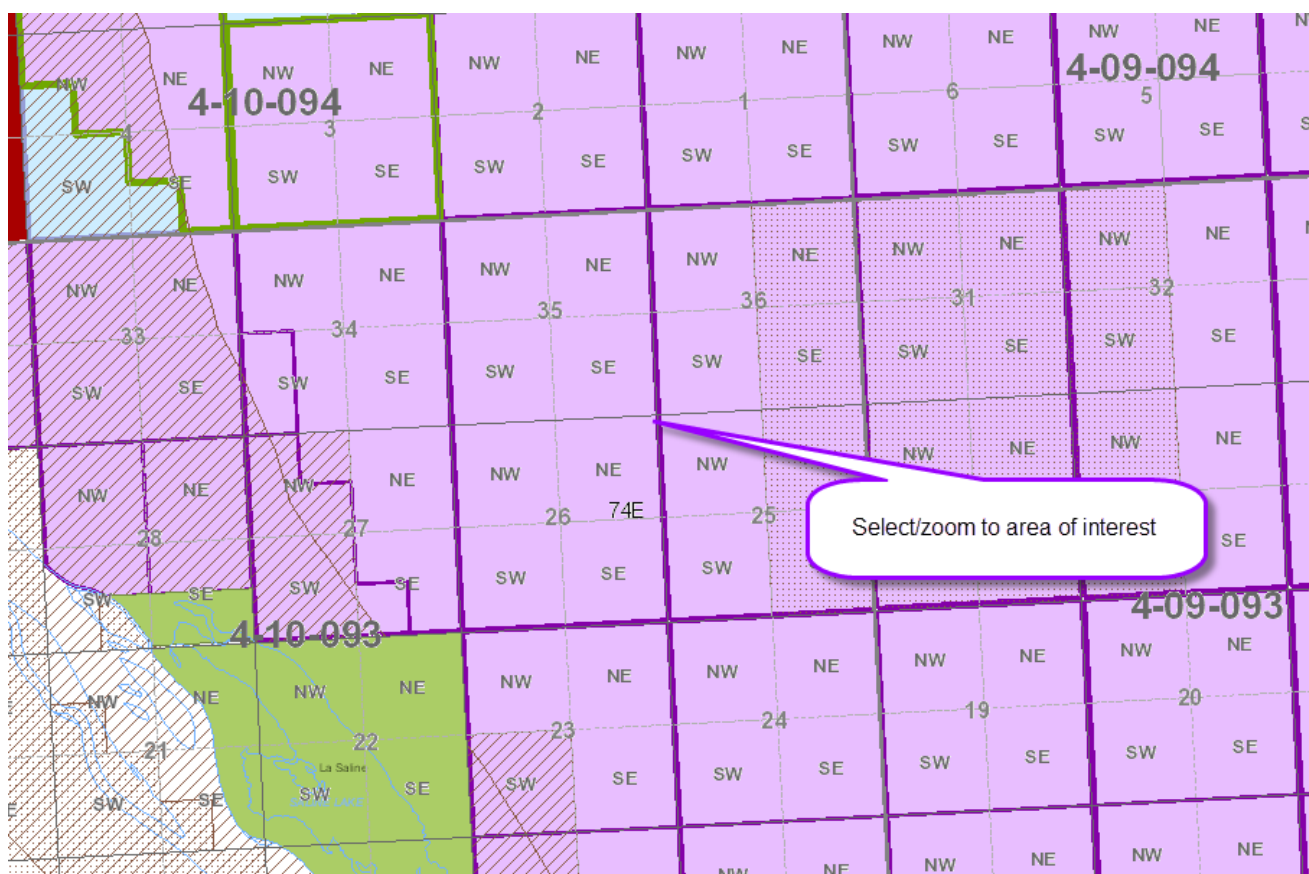 NW NE NW NE NW
NW NE NW NE NW NE
4-10-094 4-09-094
4 3 2 1 6 5
SW SE SW SE SW SE SW SE
SW SE SW SE
NW NE NW NE NW NE NW NE NW NE
NW NE
33 34 35 36 31 32
SW SE SW SE SW SE SW SE SW SE SW SE
NW NE NW NE NW NE NW NE NW NE
NW NE
28 27 26 74E 25
Select/zoom to area of interest
SW SE SW SE SW SE SW SE
4-10-093 4-09-093
NW NE NW NE NW NE NW NE NW NE
NW NE
21 22 23 24 19 20
La Saline
SALINE LAKE
SW SE SW SE SW SE SW SE SW SE SW SE
NW NE NW NE NW NE